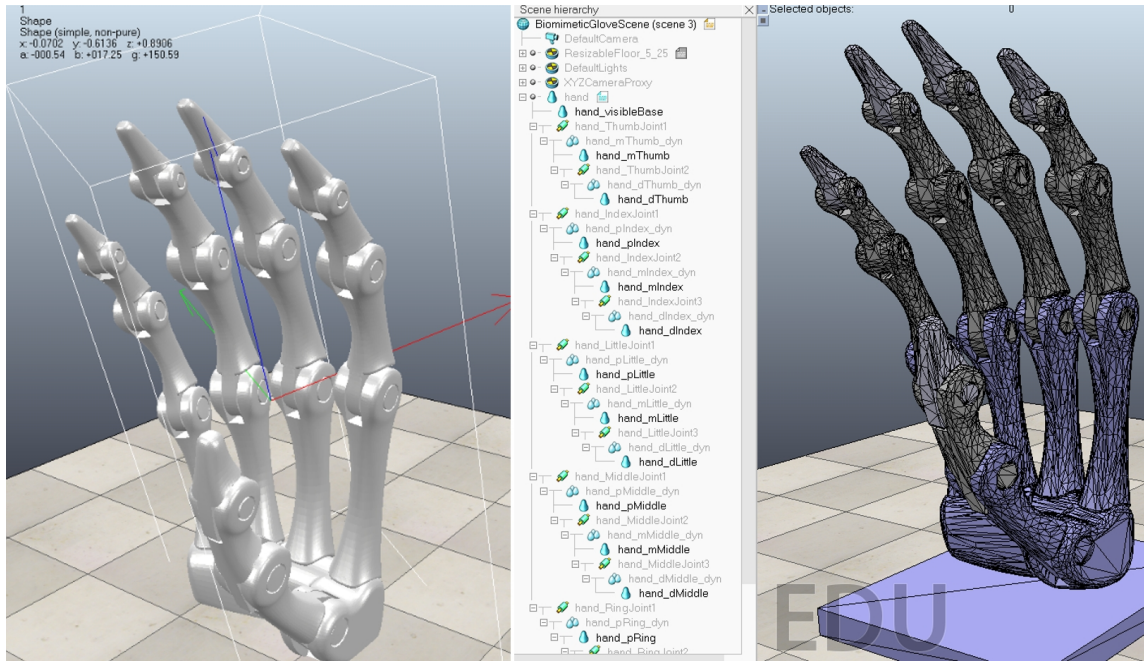 1
Shape
Shape (simple, non-pure)
x: -0.0702 y: -0.6136 z: +0.8906
a: -000.54 b: +017.25 g: +150.59
Scene hierarchy
BiomimeticGloveScene (scene 3)
DefaultCamera
ResizableFloor_5_25
DefaultLights
XYZCameraProxy
hand
hand_visibleBase
hand_ThumbJoint1
hand_mThumb_dyn
hand_mThumb
hand_ThumbJoint2
hand_dThumb_dyn
hand_dThumb
hand_IndexJoint1
hand_pIndex_dyn
hand_pIndex
hand_IndexJoint2
hand_mIndex_dyn
hand_mIndex
hand_IndexJoint3
hand_dIndex_dyn
hand_dIndex
hand_LittleJoint1
hand_pLittle_dyn
hand_pLittle
hand_LittleJoint2
hand_mLittle_dyn
hand_mLittle
hand_LittleJoint3
hand_dLittle_dyn
hand_dLittle
hand_MiddleJoint1
hand_pMiddle_dyn
hand_pMiddle
hand_MiddleJoint2
hand_mMiddle_dyn
hand_mMiddle
hand_MiddleJoint3
hand_dMiddle_dyn
hand_dMiddle
hand_RingJoint1
hand_pRing_dyn
hand_pRing
hand_RingJoint2
Selected objects: 0
EDU